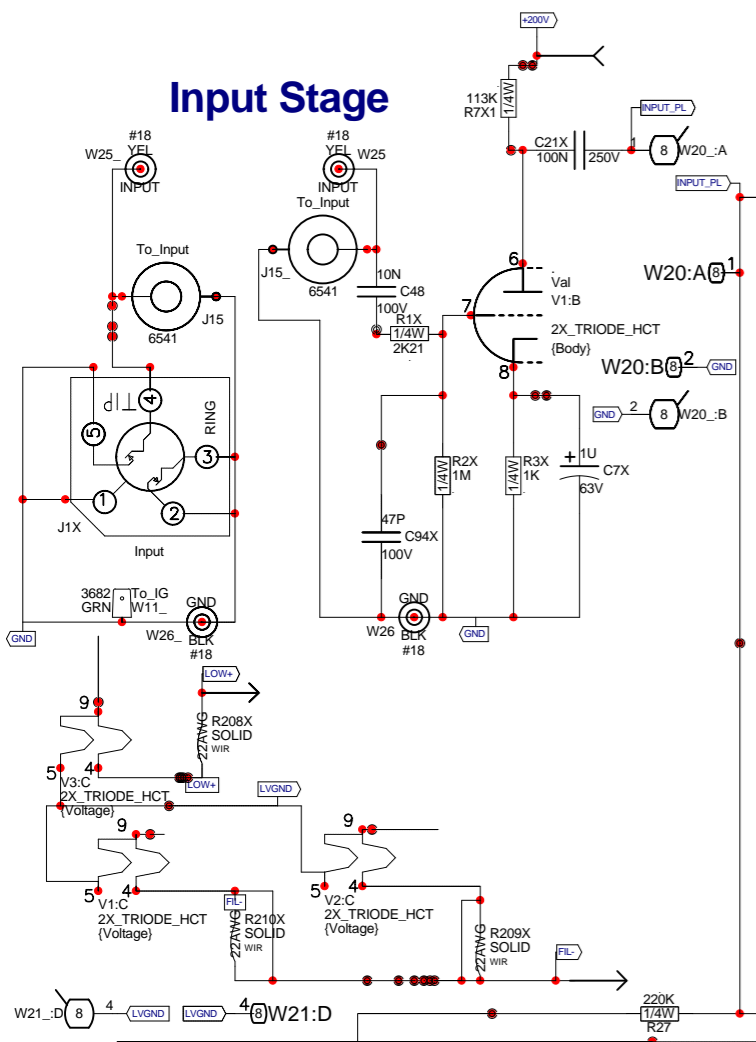 +200V
Input Stage
113K
R7X1
1/4W
INPUT_PL
#18
YEL
W25_
INPUT
#18
YEL
W25
INPUT
C21X
100N
250V
1
8
W20_:A
INPUT_PL
To_Input
J15_
6541
To_Input
J15
6541
10N
C48
100V
R1X
1/4W
2K21
6
7
8
Val
V1:B
2X_TRIODE_HCT
{Body}
W20:A
8
1
W20:B
8
2
GND
GND
2
8
W20_:B
TIP
RING
5
4
3
1
2
J1X
Input
R2X
1M
1/4W
R3X
1K
1/4W
1U
+
C7X
63V
47P
C94X
100V
3682
GRN
To_IG
W11_
GND
GND
W26_
BLK
#18
GND
W26
BLK
#18
GND
LOW+
9
R208X
SOLID
WIR
22AWG
5
4
LOW+
V3:C
2X_TRIODE_HCT
{Voltage}
LVGND
9
5
4
V1:C
2X_TRIODE_HCT
{Voltage}
9
5
4
V2:C
2X_TRIODE_HCT
{Voltage}
FIL-
R210X
SOLID
WIR
22AWG
R209X
SOLID
WIR
22AWG
FIL-
W21_:D
8
4
LVGND
LVGND
4
8
W21:D
220K
1/4W
R27